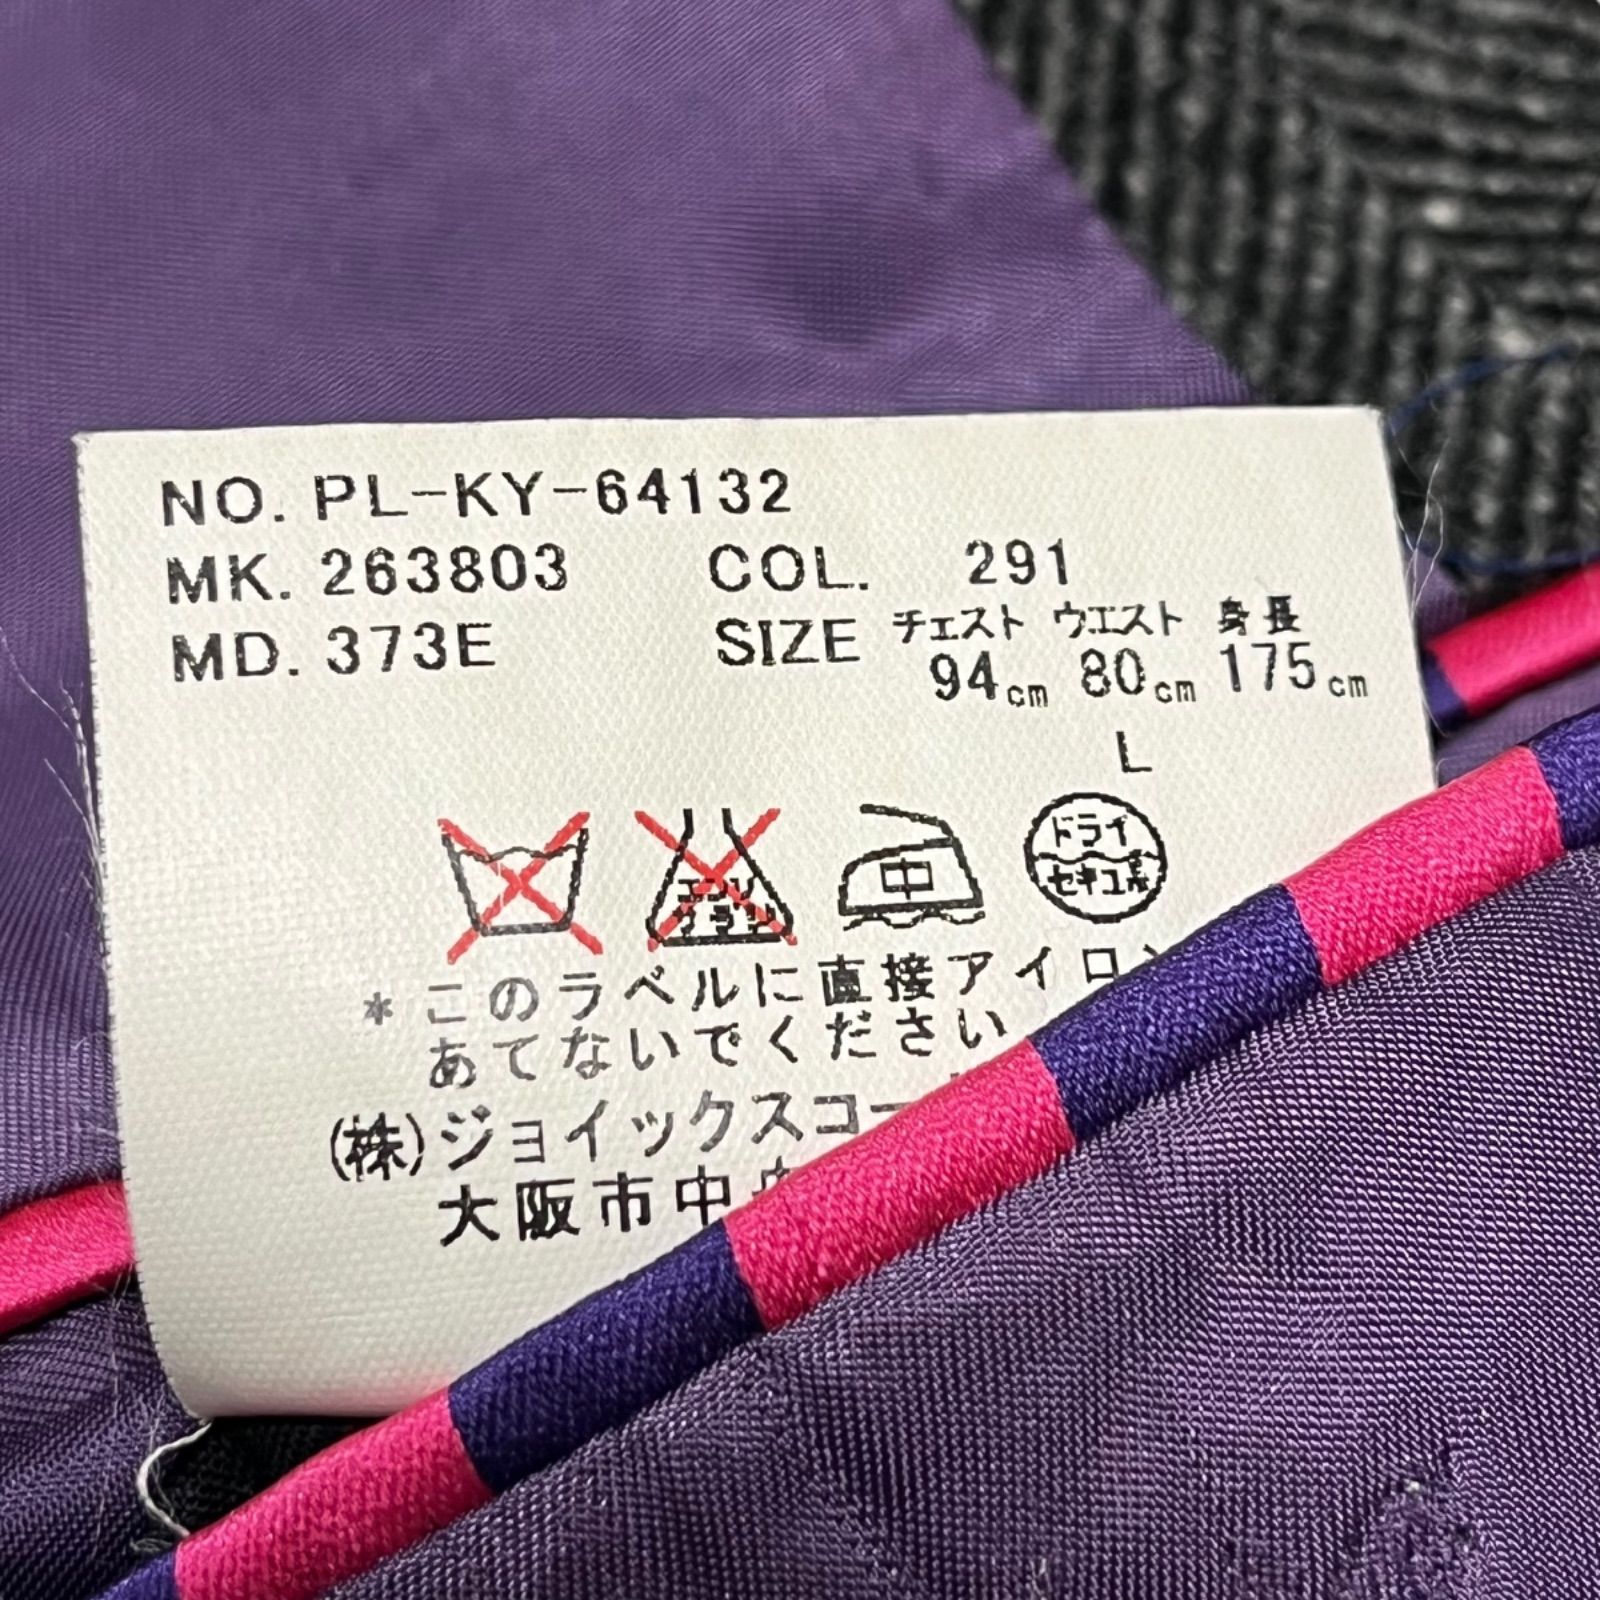 NO. PL-KY-64132
MK. 263803 COL. 291
MD. 373E SIZE チェスト ウエスト 身長
94cm 80cm 175cm
L
中 ドライ
セキユ系
*このラベルに直接アイロ
あてないでください
(株)ジョイックスコー
大阪市中